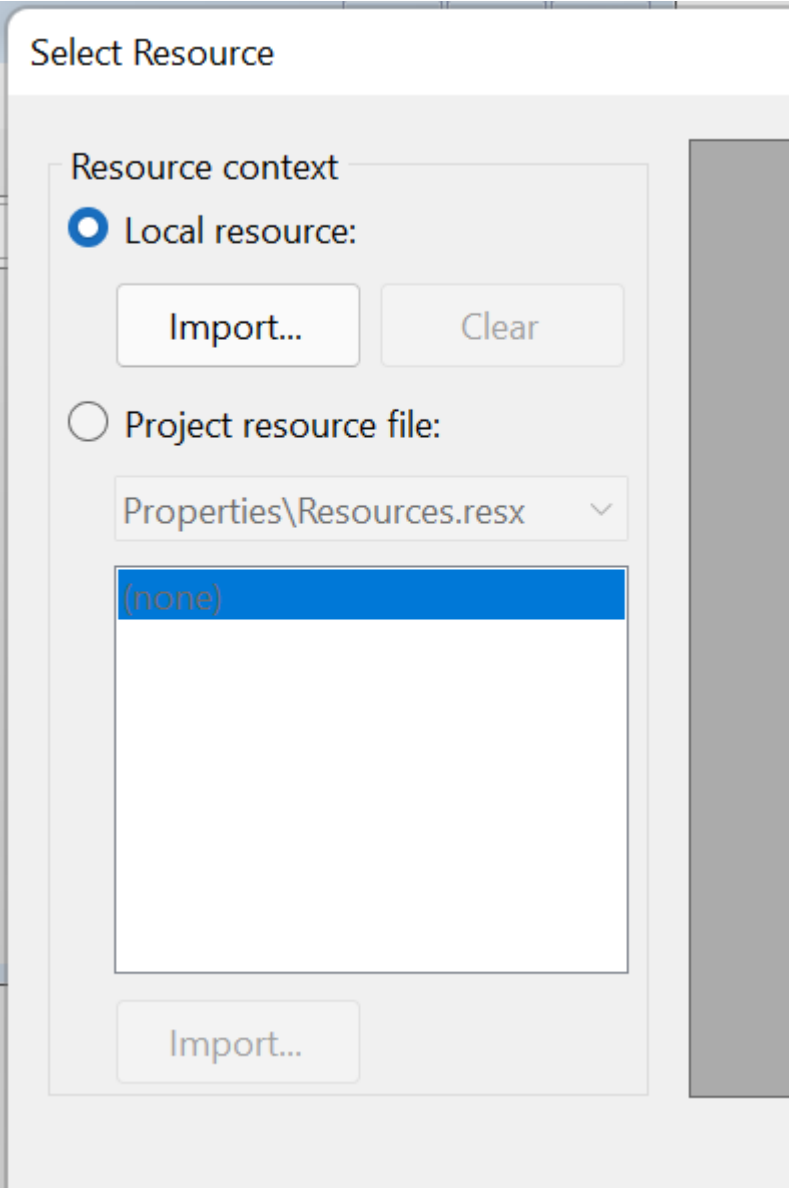 Select Resource
Resource context
Local resource:
Import...
Clear
Project resource file:
Properties\Resources.resx
(none)
Import...